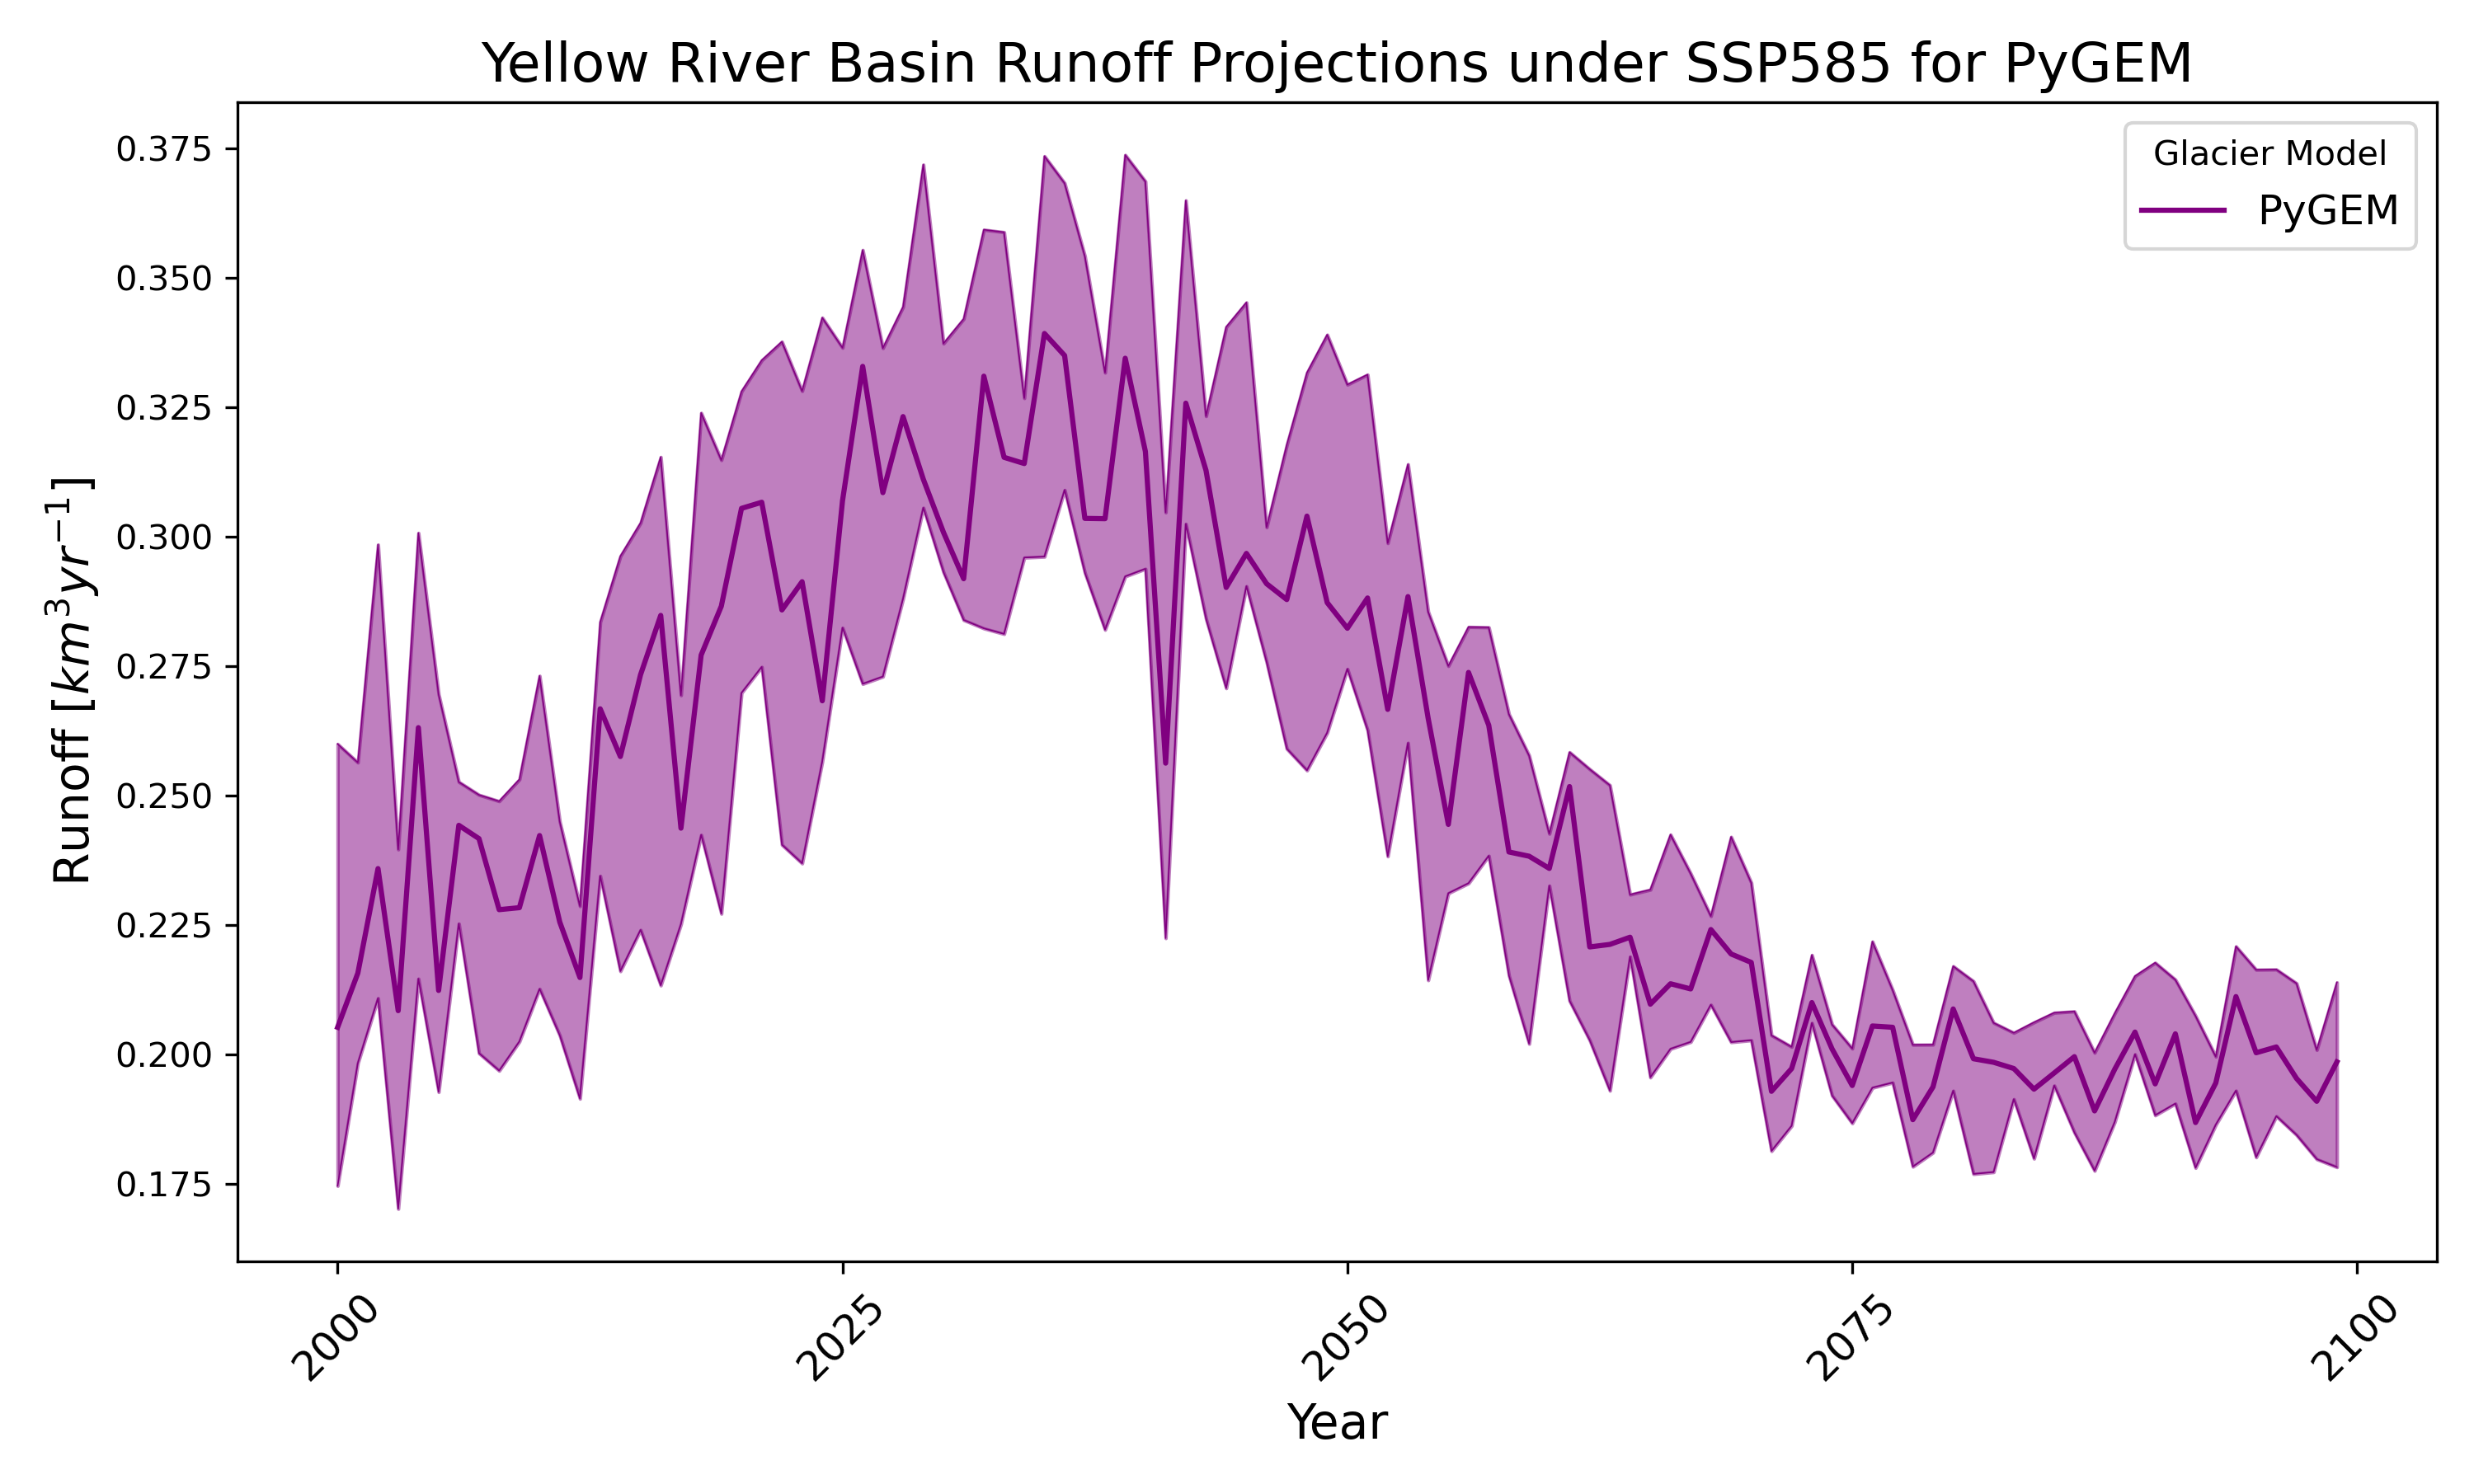 Yellow River Basin Runoff Projections under SSP585 for PyGEM
Glacier Model
PyGEM
0.375
0.350
0.325
0.300
0.275
0.250
0.225
0.200
0.175
Runoff [km³yr⁻¹]
2000
2025
2050
2075
2100
Year